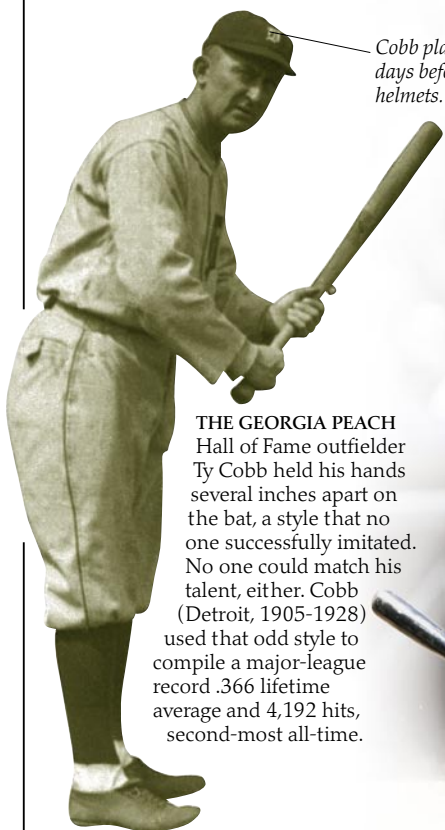 Cobb pla
days bef
helmets.
THE GEORGIA PEACH
Hall of Fame outfielder
Ty Cobb held his hands
several inches apart on
the bat, a style that no
one successfully imitated.
No one could match his
talent, either. Cobb
(Detroit, 1905-1928)
used that odd style to
compile a major-league
record .366 lifetime
average and 4,192 hits,
second-most all-time.